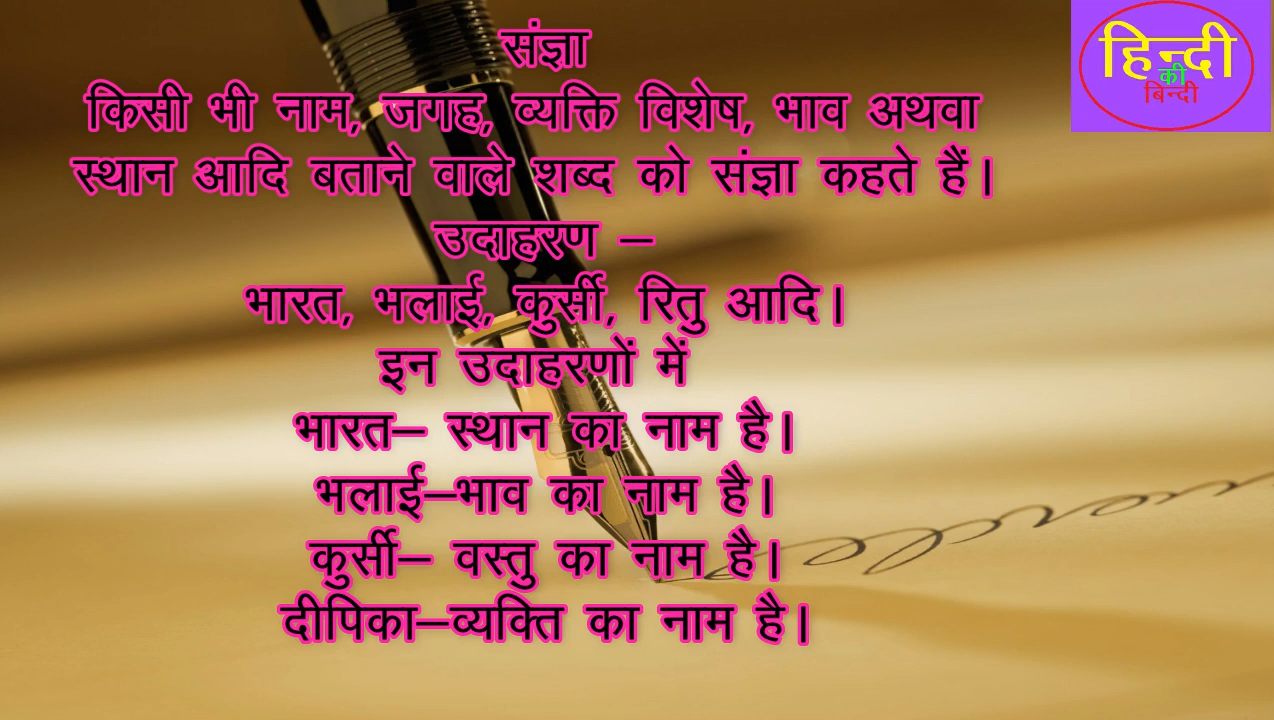 संज्ञा
किसी भी नाम, जगह, व्यक्ति विशेष, भाव अथवा
स्थान आदि बताने वाले शब्द को संज्ञा कहते हैं।
उदाहरण –
भारत, भलाई, कुर्सी, रितु आदि।
इन उदाहरणों में
भारत– स्थान का नाम है।
भलाई–भाव का नाम है।
कुर्सी– वस्तु का नाम है।
दीपिका–व्यक्ति का नाम है।
हिन्दी
की
बिन्दी